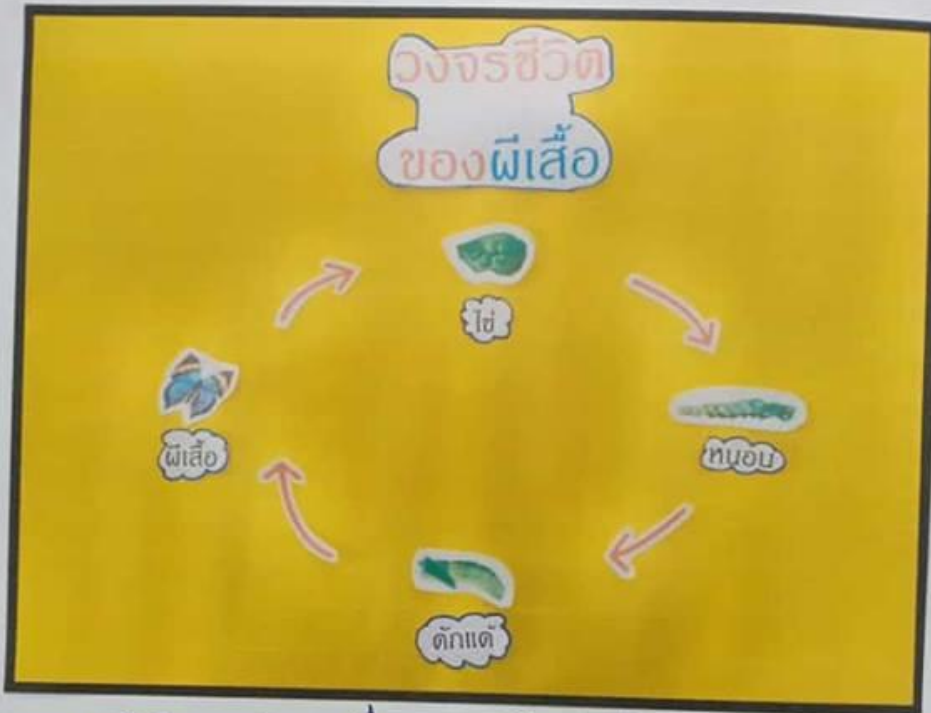 วงจรชีวิต
ของผีเสื้อ
ไข่
หนอน
ดักแด้
ผีเสื้อ